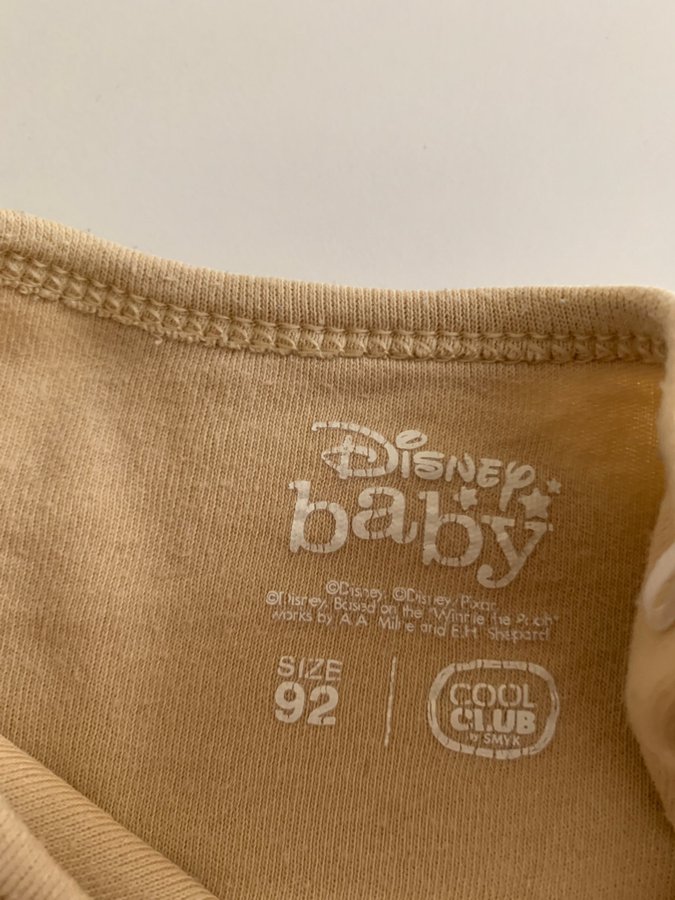 Disney
baby
©Disney, ©Disney/Pixar
©Disney. Based on the "Winnie the Pooh"
works by A.A. Milne and E.H. Shepard
SIZE
92
COOL
CLUB
by SMYK